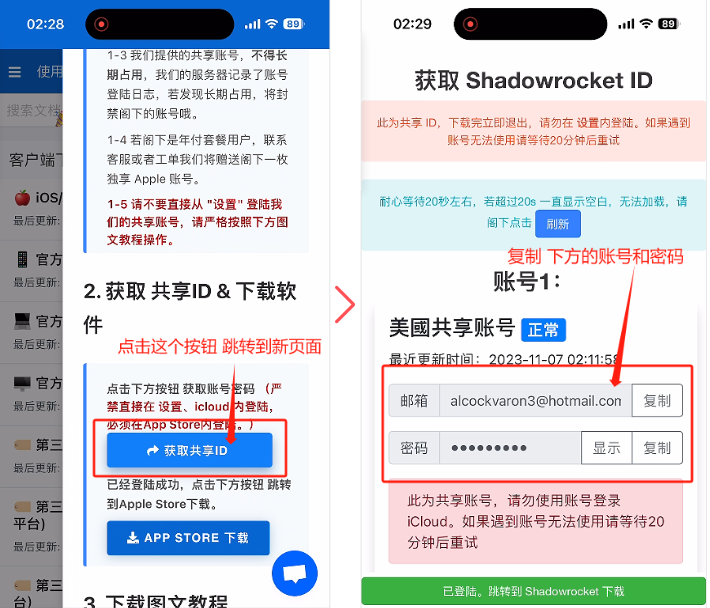 02:28
89
使用
搜索文档
客户端下
iOS/
最后更新:
官方
最后更新:
官方
最后更新:
官方
最后更新:
第三
最后更新:
第三
平台)
最后更新:
第三
台)
1-3 我们提供的共享账号，不得长
期占用，我们的服务器记录了账号
登陆日志，若发现长期占用，将封
禁阁下的账号哦。
1-4 若阁下是年付套餐用户，联系
客服或者工单我们将赠送阁下一枚
独享 Apple 账号。
1-5 请不要直接从 "设置" 登陆我
们的共享账号，请严格按照下方图
文教程操作。
2. 获取 共享ID & 下载软
件
点击这个按钮 跳转到新页面
点击下方按钮 获取账号密码 （严
禁直接在 设置、icloud 内登陆，
必须在App Store内登陆。）
获取共享ID
已经登陆成功，点击下方按钮 跳转
到Apple Store下载。
APP STORE 下载
3. 下载图文教程
02:29
89
获取 Shadowrocket ID
此为共享 ID，下载完立即退出，请勿在 设置内登陆。如果遇到
账号无法使用请等待20分钟后重试
耐心等待20秒左右，若超过20s 一直显示空白，无法加载，请
阁下点击 刷新
复制 下方的账号和密码
账号1：
美國共享账号 正常
最近更新时间：2023-11-07 02:11:58
邮箱 alcockvaron3@hotmail.com 复制
密码 ••••••••• 显示 复制
此为共享账号，请勿使用账号登录
iCloud。如果遇到账号无法使用请等待20
分钟后重试
已登陆。跳转到 Shadowrocket 下载